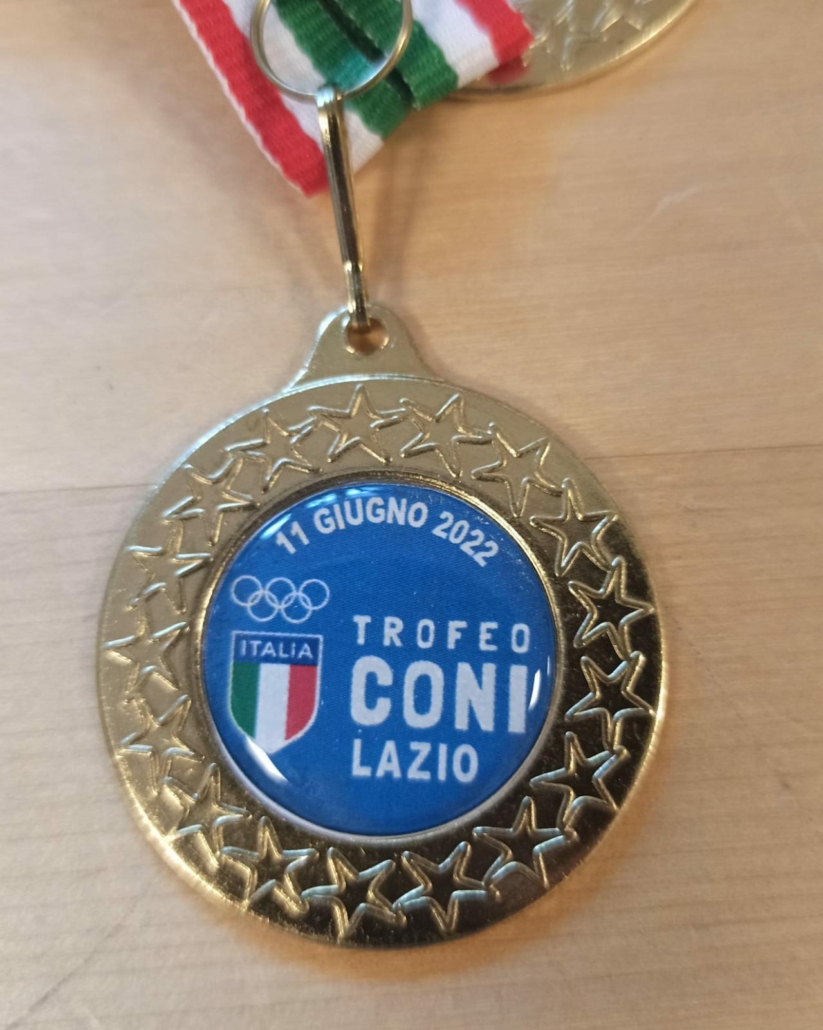 11 GIUGNO 2022
ITALIA
TROFEO
CONI
LAZIO